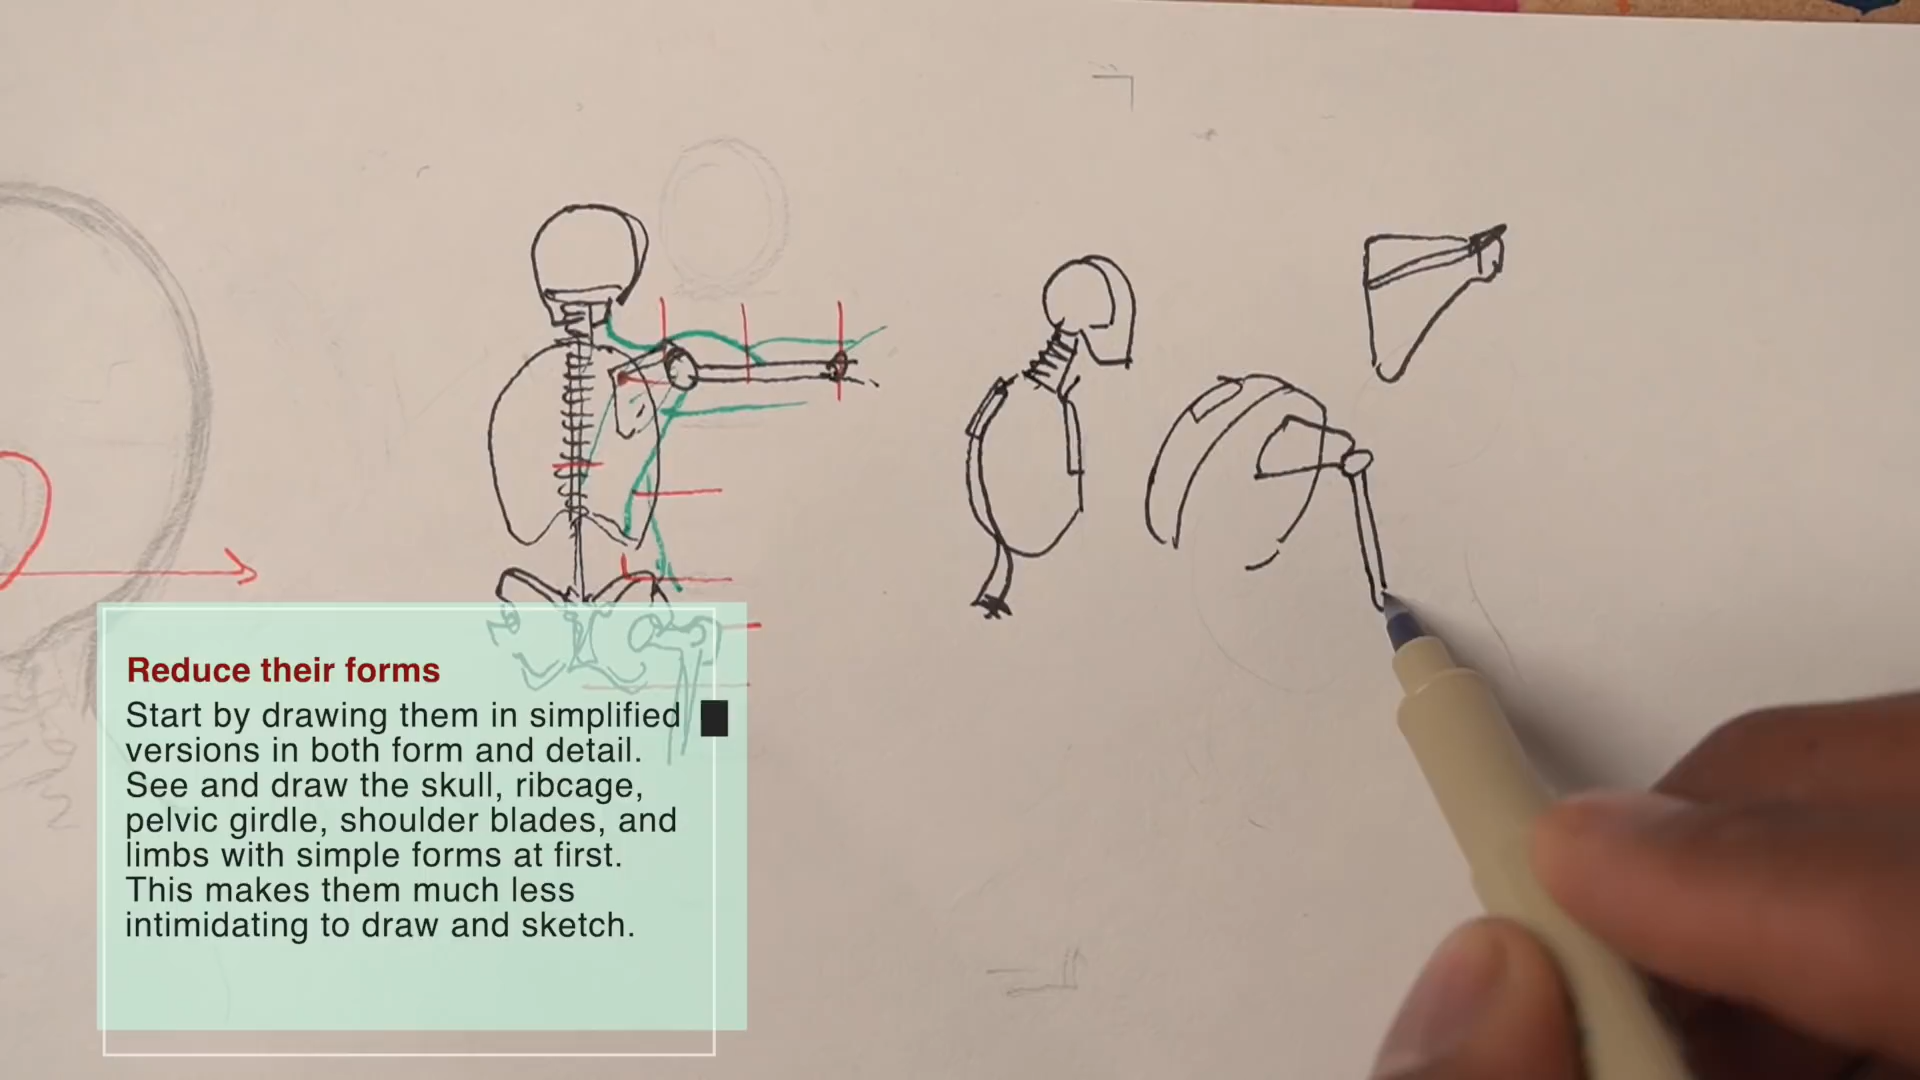 Reduce their forms
Start by drawing them in simplified
versions in both form and detail.
See and draw the skull, ribcage,
pelvic girdle, shoulder blades, and
limbs with simple forms at first.
This makes them much less
intimidating to draw and sketch.